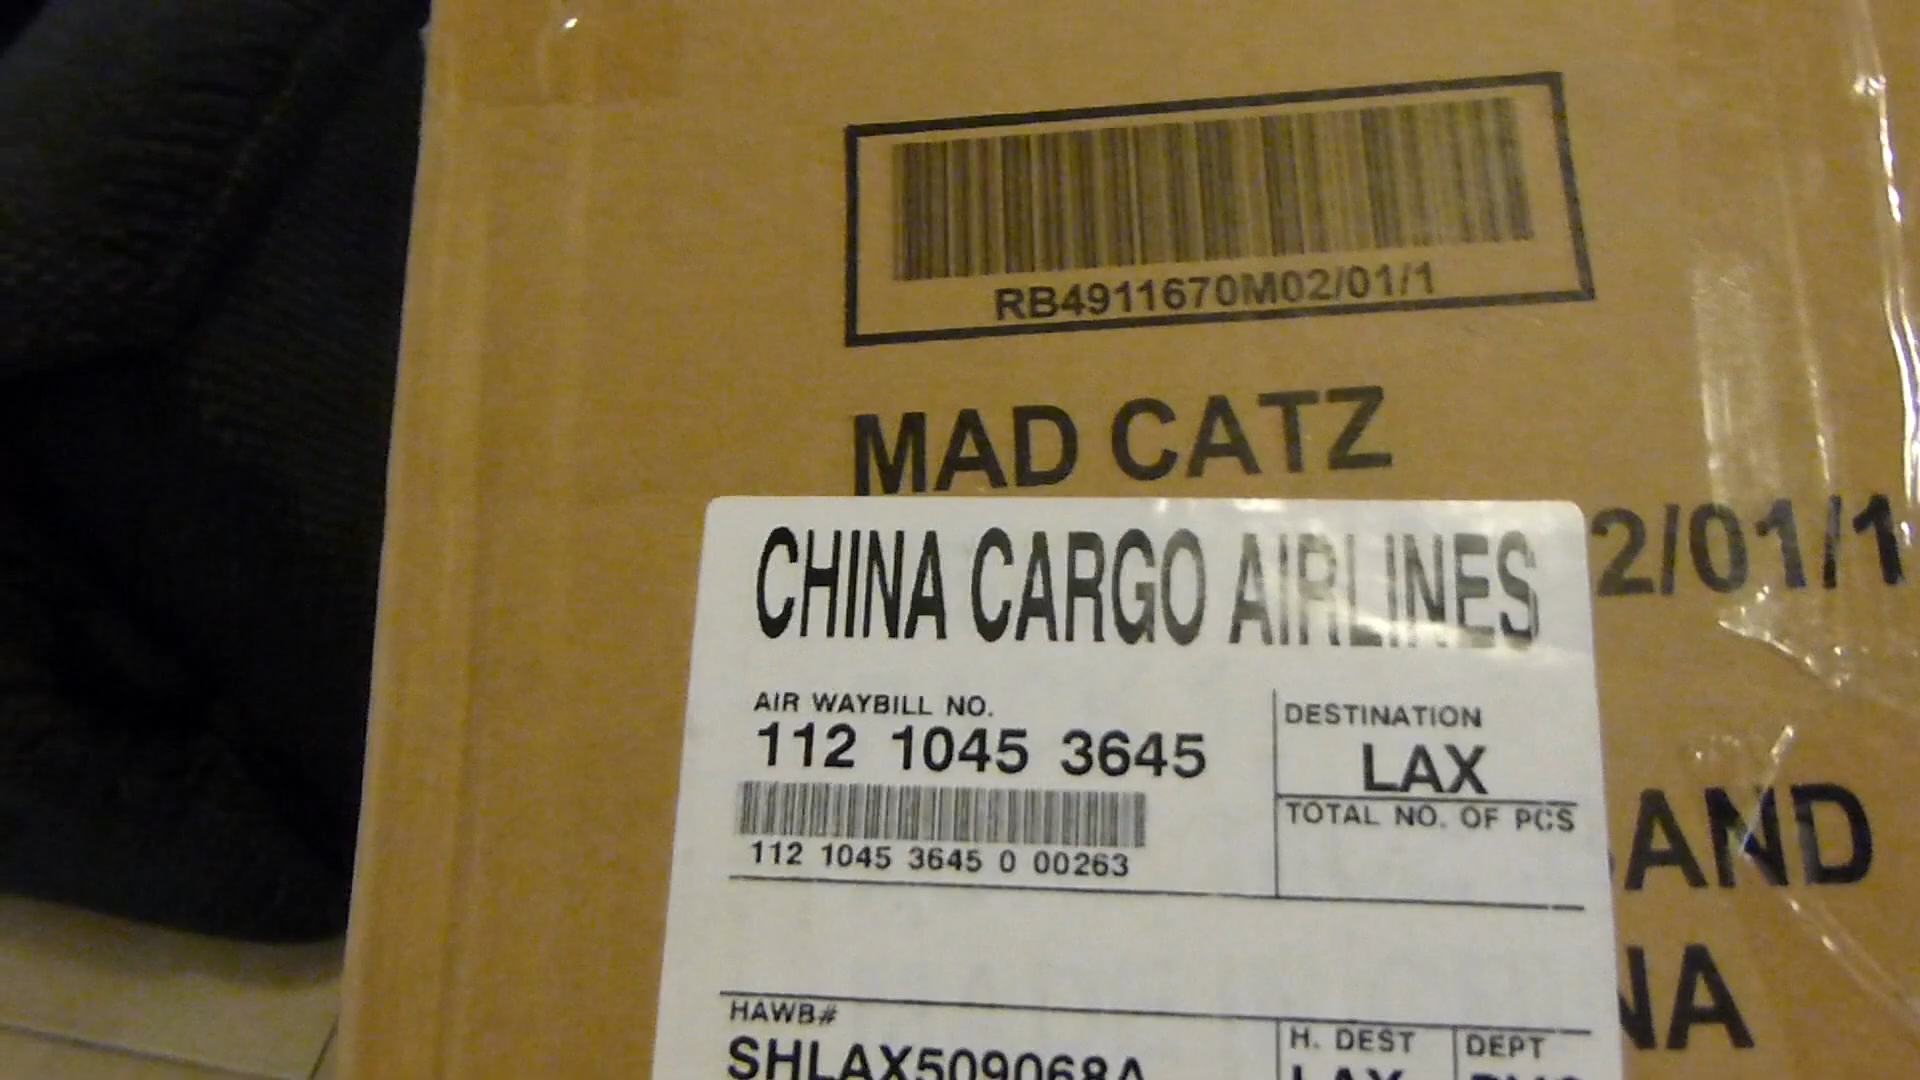 RB4911670M02/01/1
MAD CATZ
2/01/1
CHINA CARGO AIRLINES
AIR WAYBILL NO.
112 1045 3645
DESTINATION
LAX
TOTAL NO. OF PCS
112 1045 3645 0 00263
AND
NA
HAWB#
SHLAX509068A
H. DEST
LAX
DEPT